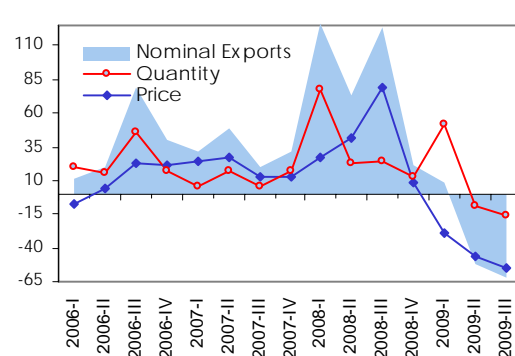 110
85
60
35
10
-15
-40
-65
Nominal Exports
Quantity
Price
2006-I
2006-II
2006-III
2006-IV
2007-I
2007-II
2007-III
2007-IV
2008-I
2008-II
2008-III
2008-IV
2009-I
2009-II
2009-III